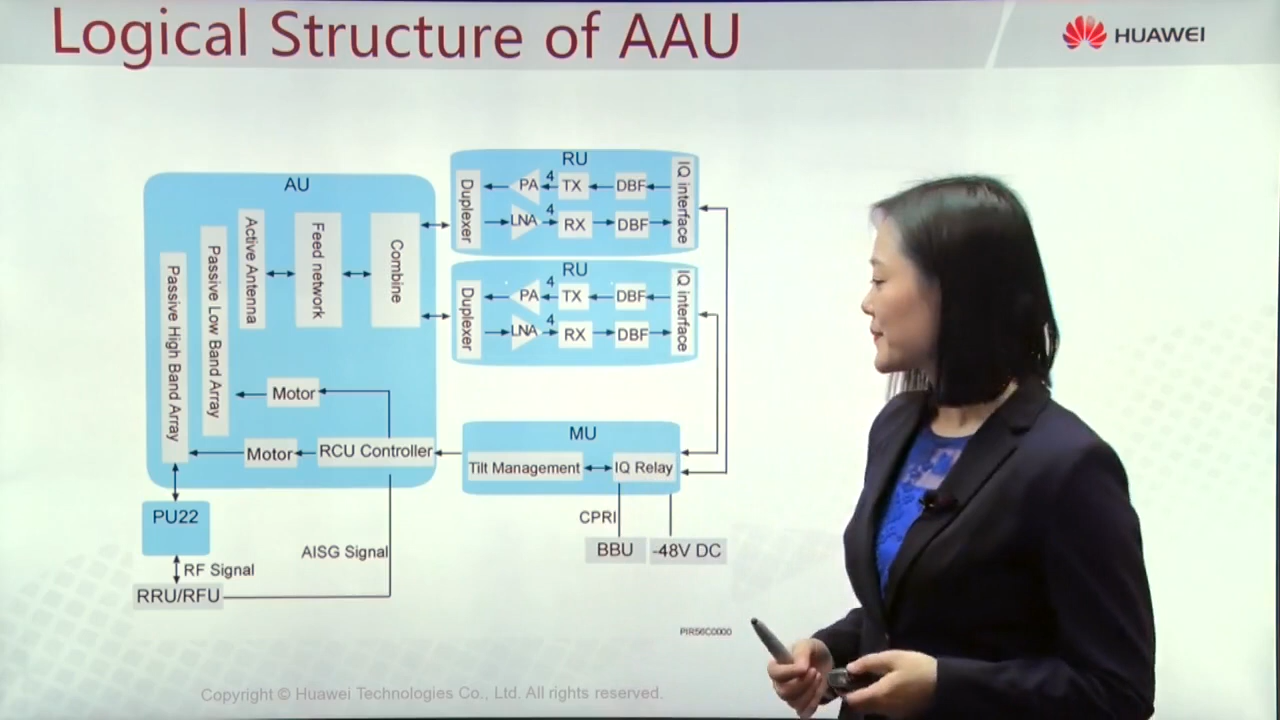 Logical Structure of AAU
HUAWEI
AU
Passive High Band Array
Passive Low Band Array
Active Antenna
Feed network
Combine
Motor
Motor
RCU Controller
RU
Duplexer
PA
4
TX
DBF
LNA
4
RX
DBF
IQ interface
RU
Duplexer
PA
4
TX
DBF
LNA
4
RX
DBF
IQ interface
MU
Tilt Management
IQ Relay
PU22
CPRI
BBU
-48V DC
AISG Signal
RF Signal
RRU/RFU
PIR56C0000
Copyright © Huawei Technologies Co., Ltd. All rights reserved.